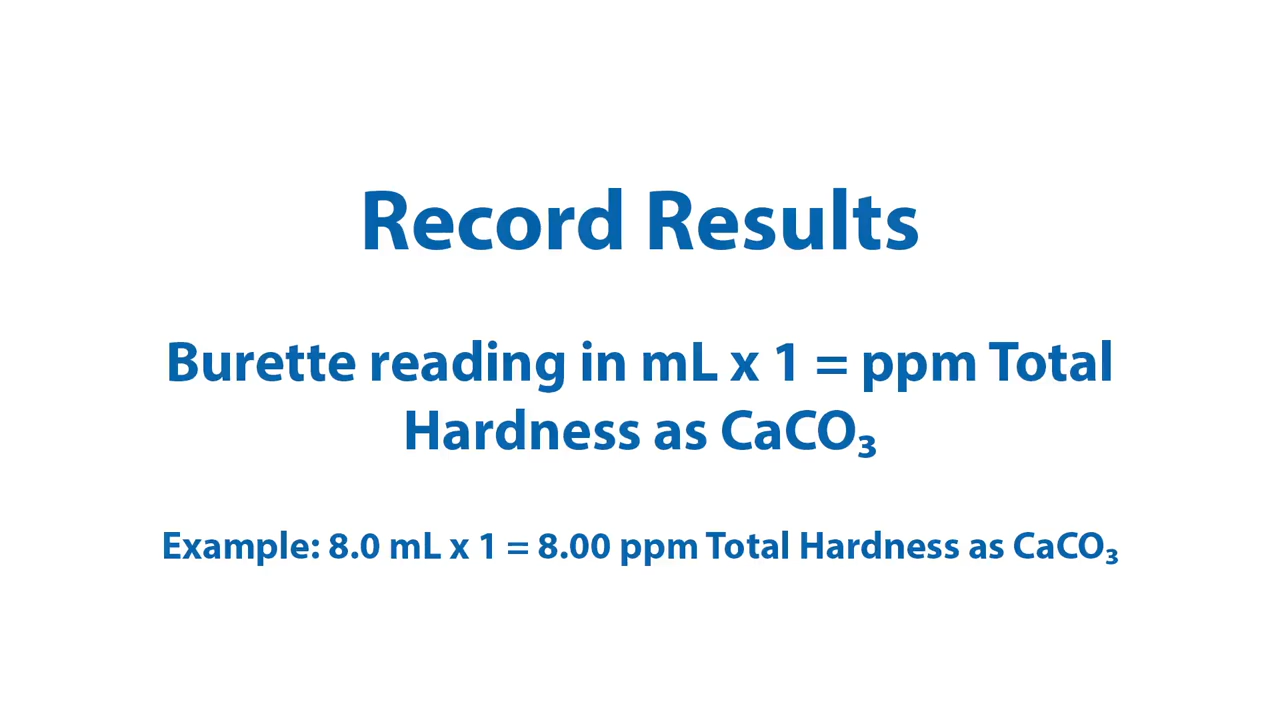 Record Results
Burette reading in mL x 1 = ppm Total
Hardness as CaCO₃
Example: 8.0 mL x 1 = 8.00 ppm Total Hardness as CaCO₃